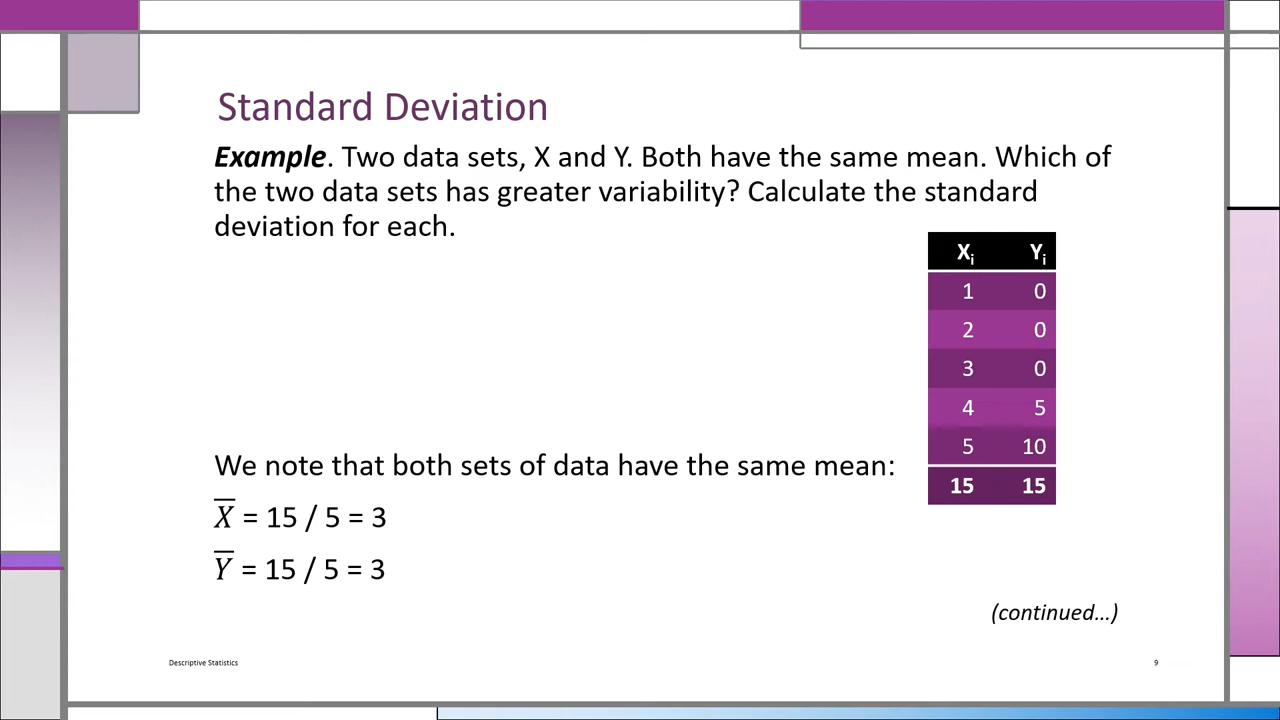 Standard Deviation
Example. Two data sets, X and Y. Both have the same mean. Which of
the two data sets has greater variability? Calculate the standard
deviation for each.
Xᵢ Yᵢ
1 0
2 0
3 0
4 5
5 10
15 15
We note that both sets of data have the same mean:
X̅ = 15 / 5 = 3
Y̅ = 15 / 5 = 3
(continued…)
Descriptive Statistics
9